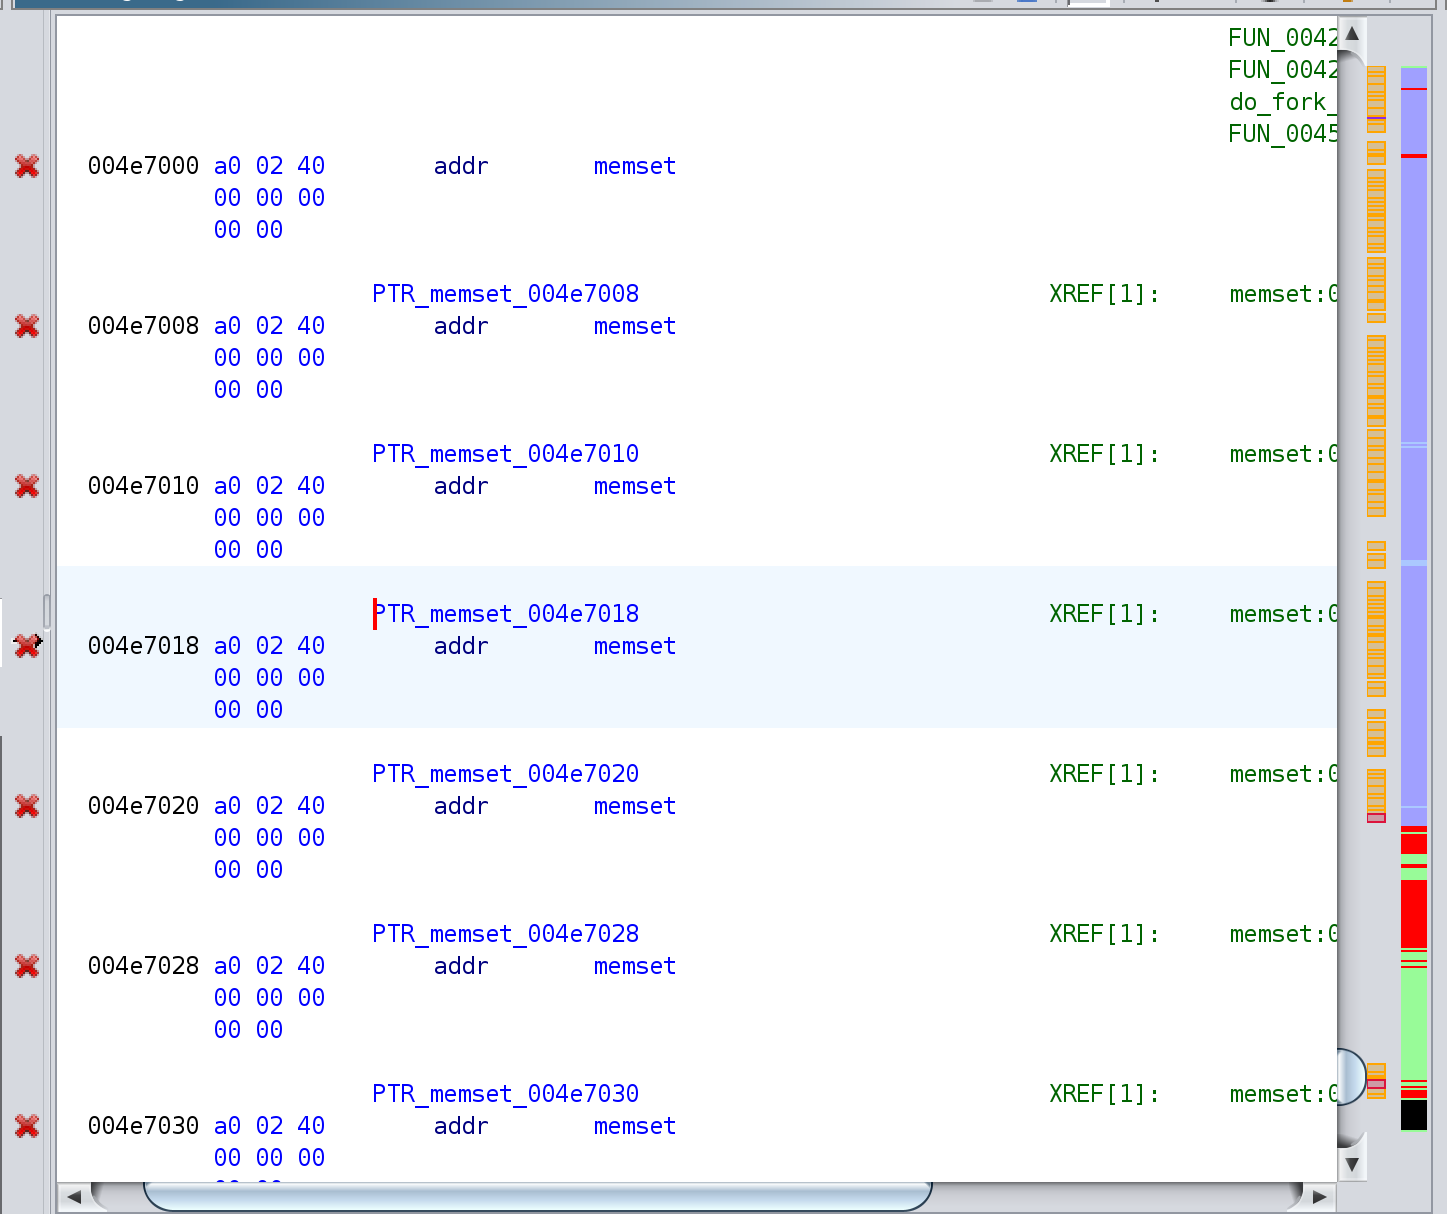 FUN_0042
FUN_0042
do_fork_
FUN_0045
004e7000 a0 02 40 addr memset
00 00 00
00 00
PTR_memset_004e7008 XREF[1]: memset:0
004e7008 a0 02 40 addr memset
00 00 00
00 00
PTR_memset_004e7010 XREF[1]: memset:0
004e7010 a0 02 40 addr memset
00 00 00
00 00
PTR_memset_004e7018 XREF[1]: memset:0
004e7018 a0 02 40 addr memset
00 00 00
00 00
PTR_memset_004e7020 XREF[1]: memset:0
004e7020 a0 02 40 addr memset
00 00 00
00 00
PTR_memset_004e7028 XREF[1]: memset:0
004e7028 a0 02 40 addr memset
00 00 00
00 00
PTR_memset_004e7030 XREF[1]: memset:0
004e7030 a0 02 40 addr memset
00 00 00